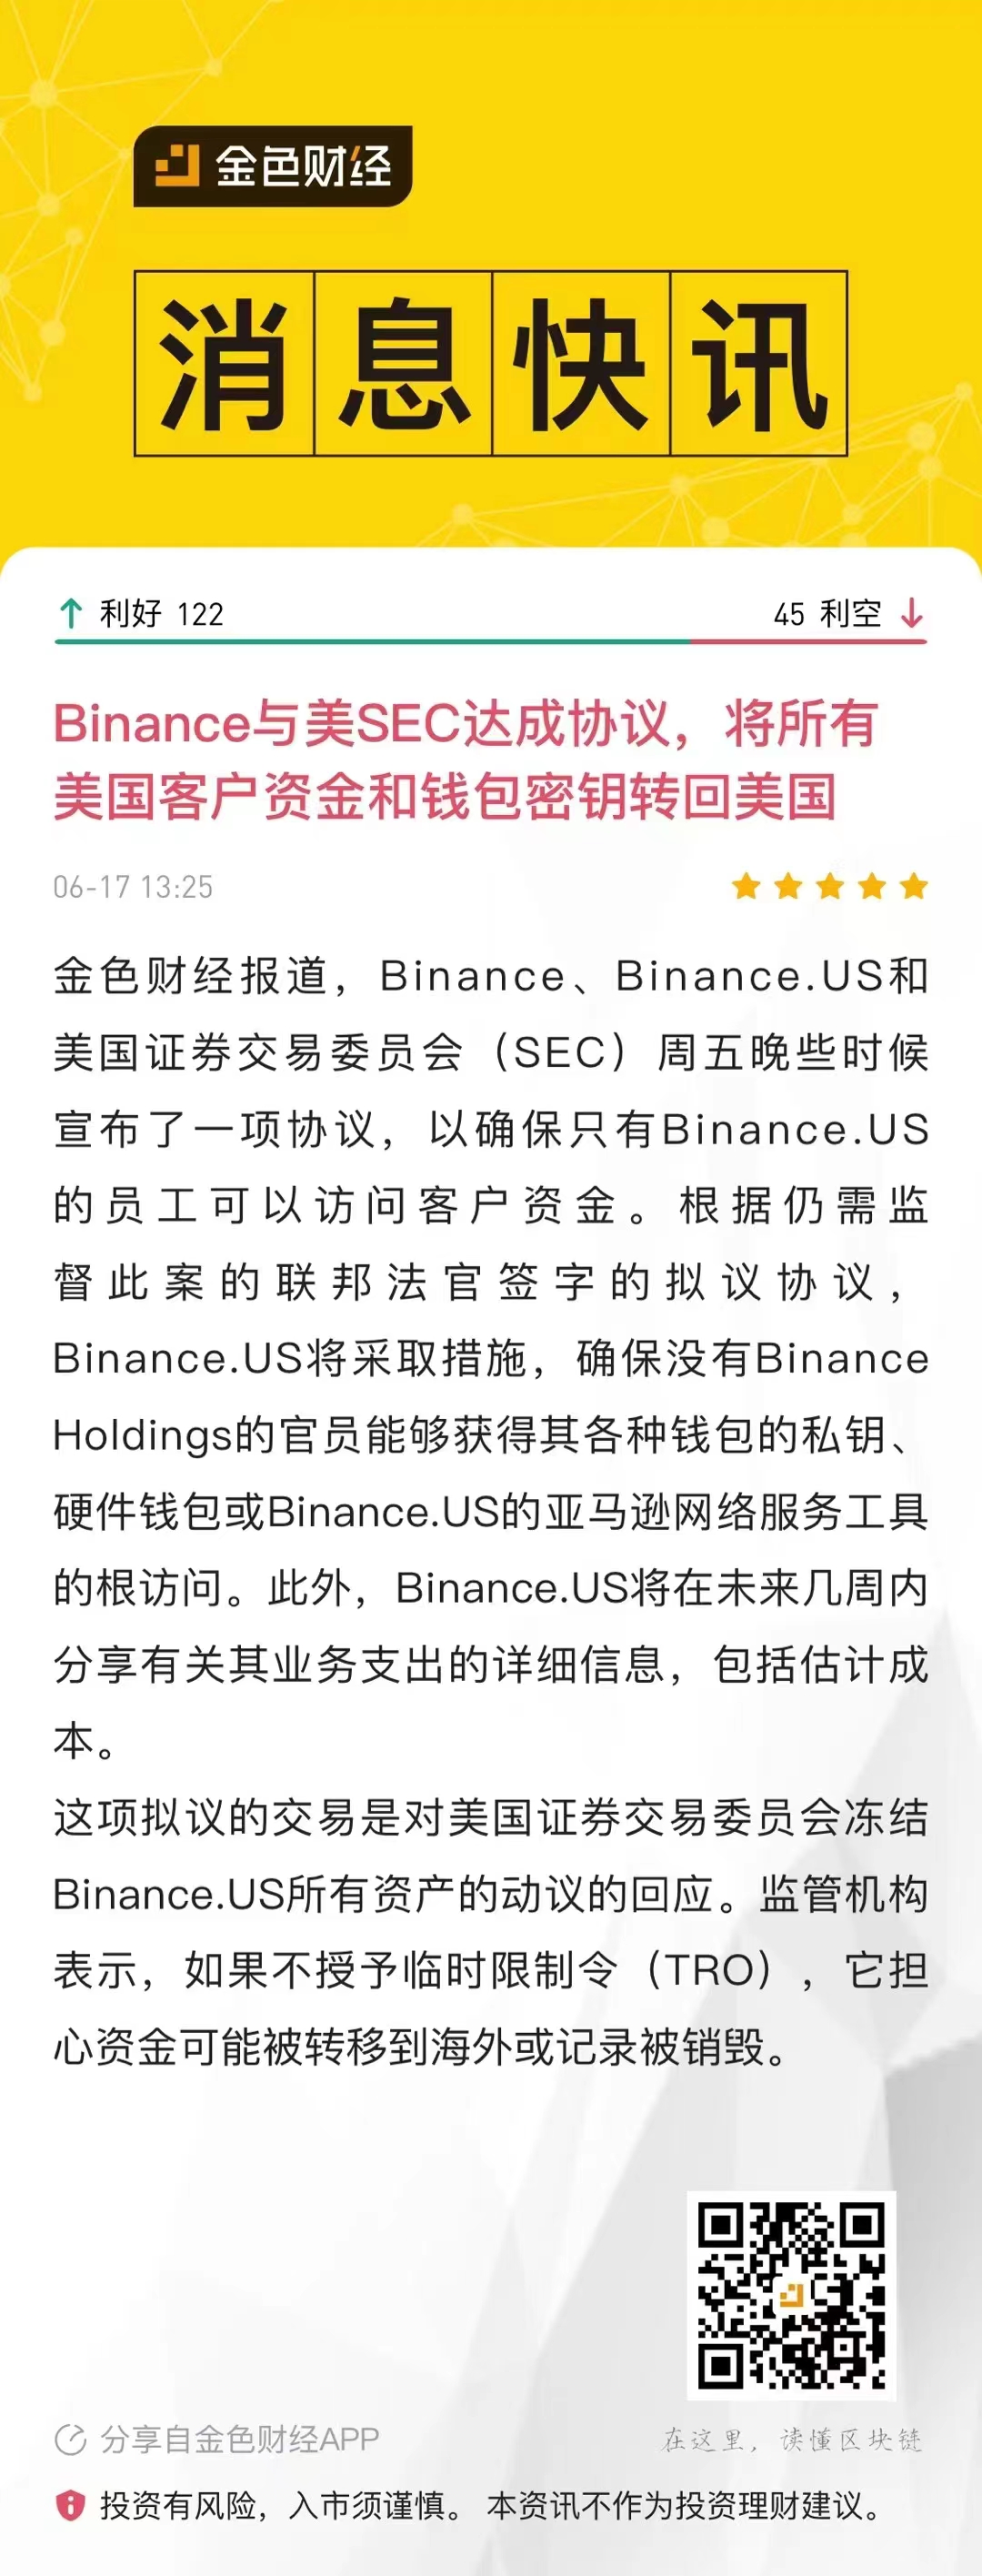 金色财经
消息快讯
利好 122
45 利空
Binance与美SEC达成协议，将所有
美国客户资金和钱包密钥转回美国
06-17 13:25
金色财经报道，Binance、Binance.US和
美国证券交易委员会（SEC）周五晚些时候
宣布了一项协议，以确保只有Binance.US
的员工可以访问客户资金。根据仍需监
督此案的联邦法官签字的拟议协议，
Binance.US将采取措施，确保没有Binance
Holdings的官员能够获得其各种钱包的私钥、
硬件钱包或Binance.US的亚马逊网络服务工具
的根访问。此外，Binance.US将在未来几周内
分享有关其业务支出的详细信息，包括估计成
本。
这项拟议的交易是对美国证券交易委员会冻结
Binance.US所有资产的动议的回应。监管机构
表示，如果不授予临时限制令（TRO），它担
心资金可能被转移到海外或记录被销毁。
分享自金色财经APP
在这里，读懂区块链
投资有风险，入市须谨慎。 本资讯不作为投资理财建议。